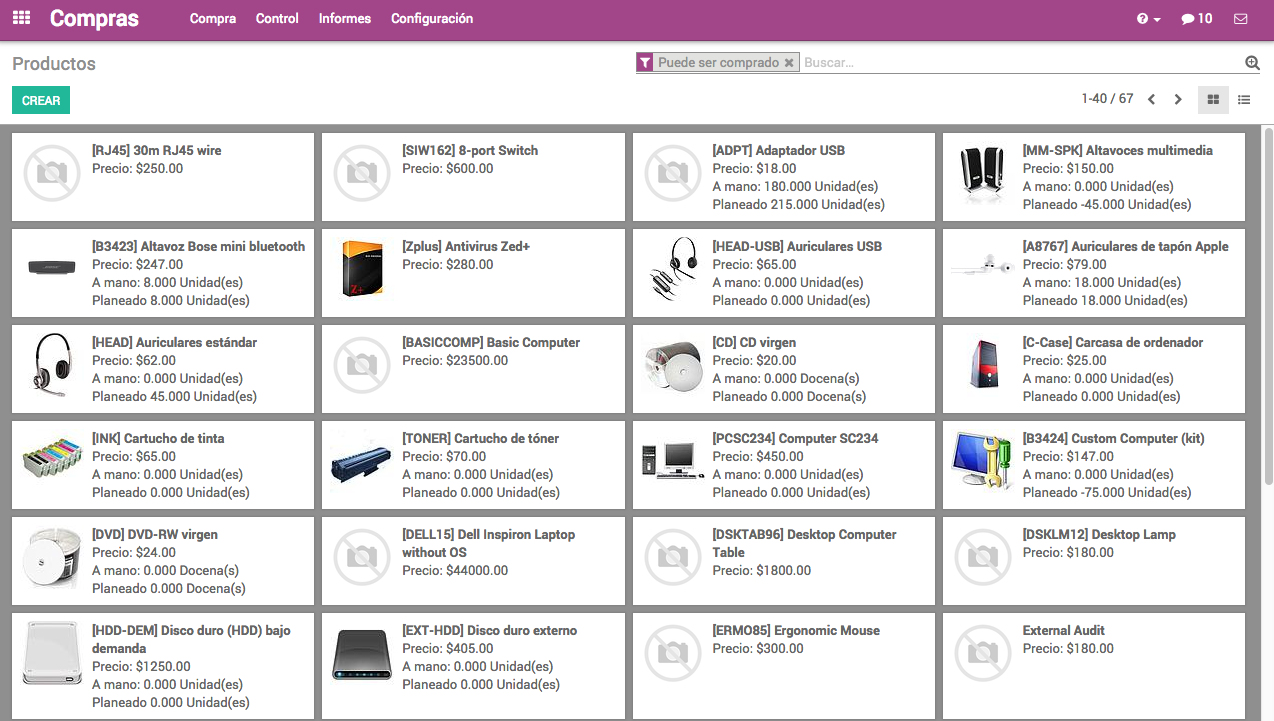 Compras
Compra Control Informes Configuración
10
Productos
Puede ser comprado ✖ Buscar...
CREAR
1-40 / 67
[RJ45] 30m RJ45 wire
Precio: $250.00
[SIW162] 8-port Switch
Precio: $600.00
[ADPT] Adaptador USB
Precio: $18.00
A mano: 180.000 Unidad(es)
Planeado 215.000 Unidad(es)
[MM-SPK] Altavoces multimedia
Precio: $150.00
A mano: 0.000 Unidad(es)
Planeado -45.000 Unidad(es)
[B3423] Altavoz Bose mini bluetooth
Precio: $247.00
A mano: 8.000 Unidad(es)
Planeado 8.000 Unidad(es)
[Zplus] Antivirus Zed+
Precio: $280.00
Z+
[HEAD-USB] Auriculares USB
Precio: $65.00
A mano: 0.000 Unidad(es)
Planeado 0.000 Unidad(es)
[A8767] Auriculares de tapón Apple
Precio: $79.00
A mano: 18.000 Unidad(es)
Planeado 18.000 Unidad(es)
[HEAD] Auriculares estándar
Precio: $62.00
A mano: 0.000 Unidad(es)
Planeado 45.000 Unidad(es)
[BASICCOMP] Basic Computer
Precio: $23500.00
[CD] CD virgen
Precio: $20.00
A mano: 0.000 Docena(s)
Planeado 0.000 Docena(s)
[C-Case] Carcasa de ordenador
Precio: $25.00
A mano: 0.000 Unidad(es)
Planeado 0.000 Unidad(es)
[INK] Cartucho de tinta
Precio: $65.00
A mano: 0.000 Unidad(es)
Planeado 0.000 Unidad(es)
[TONER] Cartucho de tóner
Precio: $70.00
A mano: 0.000 Unidad(es)
Planeado 0.000 Unidad(es)
[PCSC234] Computer SC234
Precio: $450.00
A mano: 0.000 Unidad(es)
Planeado 0.000 Unidad(es)
[B3424] Custom Computer (kit)
Precio: $147.00
A mano: 0.000 Unidad(es)
Planeado -75.000 Unidad(es)
[DVD] DVD-RW virgen
Precio: $24.00
A mano: 0.000 Docena(s)
Planeado 0.000 Docena(s)
[DELL15] Dell Inspiron Laptop
without OS
Precio: $44000.00
[DSKTAB96] Desktop Computer
Table
Precio: $1800.00
[DSKLM12] Desktop Lamp
Precio: $180.00
[HDD-DEM] Disco duro (HDD) bajo
demanda
Precio: $1250.00
A mano: 0.000 Unidad(es)
Planeado 0.000 Unidad(es)
[EXT-HDD] Disco duro externo
Precio: $405.00
A mano: 0.000 Unidad(es)
Planeado 0.000 Unidad(es)
[ERMO85] Ergonomic Mouse
Precio: $300.00
External Audit
Precio: $180.00